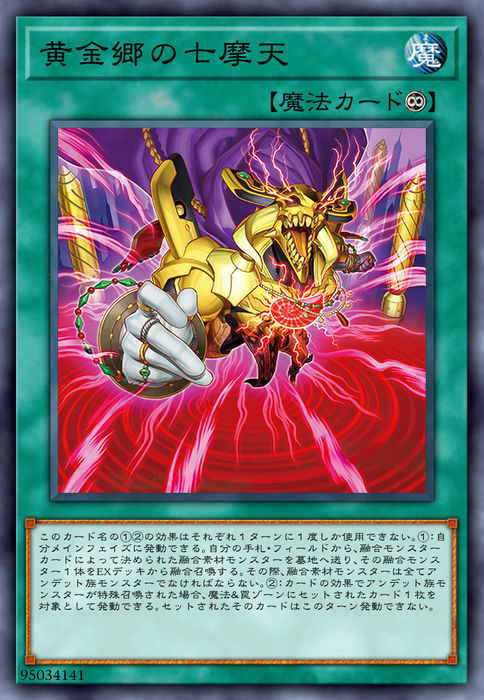 黄金郷の七摩天
魔
【魔法カード】
このカード名の①②の効果はそれぞれ１ターンに１度しか使用できない。①：自
分メインフェイズに発動できる。自分の手札・フィールドから、融合モンスター
カードによって決められた融合素材モンスターを墓地へ送り、その融合モンス
ター１体をEXデッキから融合召喚する。その際、融合素材モンスターは全てア
ンデット族モンスターでなければならない。②：カードの効果でアンデット族モ
ンスターが特殊召喚された場合、魔法&罠ゾーンにセットされたカード１枚を
対象として発動できる。セットされたそのカードはこのターン発動できない。
95034141